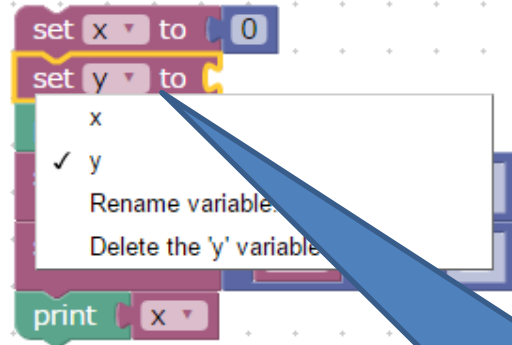 set x to 0
set y to
x
✓ y
Rename variable.
Delete the 'y' variable
print x